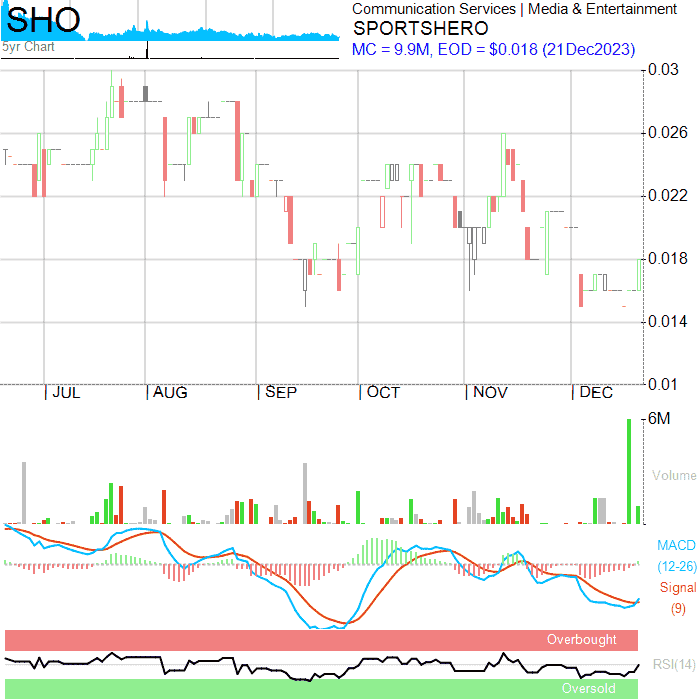 SHO
5yr Chart
Communication Services | Media & Entertainment
SPORTSHERO
MC = 9.9M, EOD = $0.018 (21Dec2023)
0.03
0.026
0.022
0.018
0.014
0.01
JUL
AUG
SEP
OCT
NOV
DEC
6M
Volume
MACD
(12-26)
Signal
(9)
Overbought
RSI(14)
Oversold